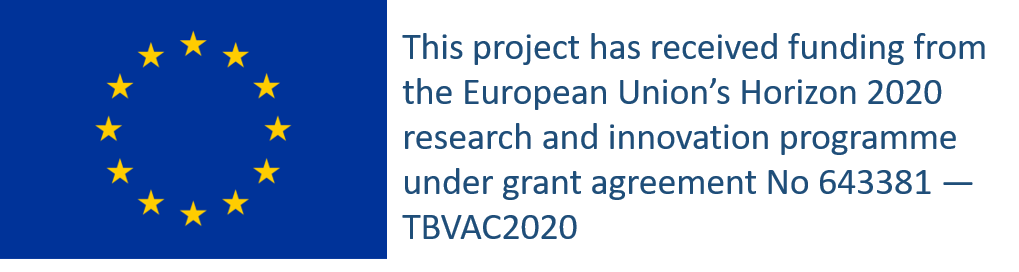 This project has received funding from
the European Union’s Horizon 2020
research and innovation programme
under grant agreement No 643381 —
TBVAC2020